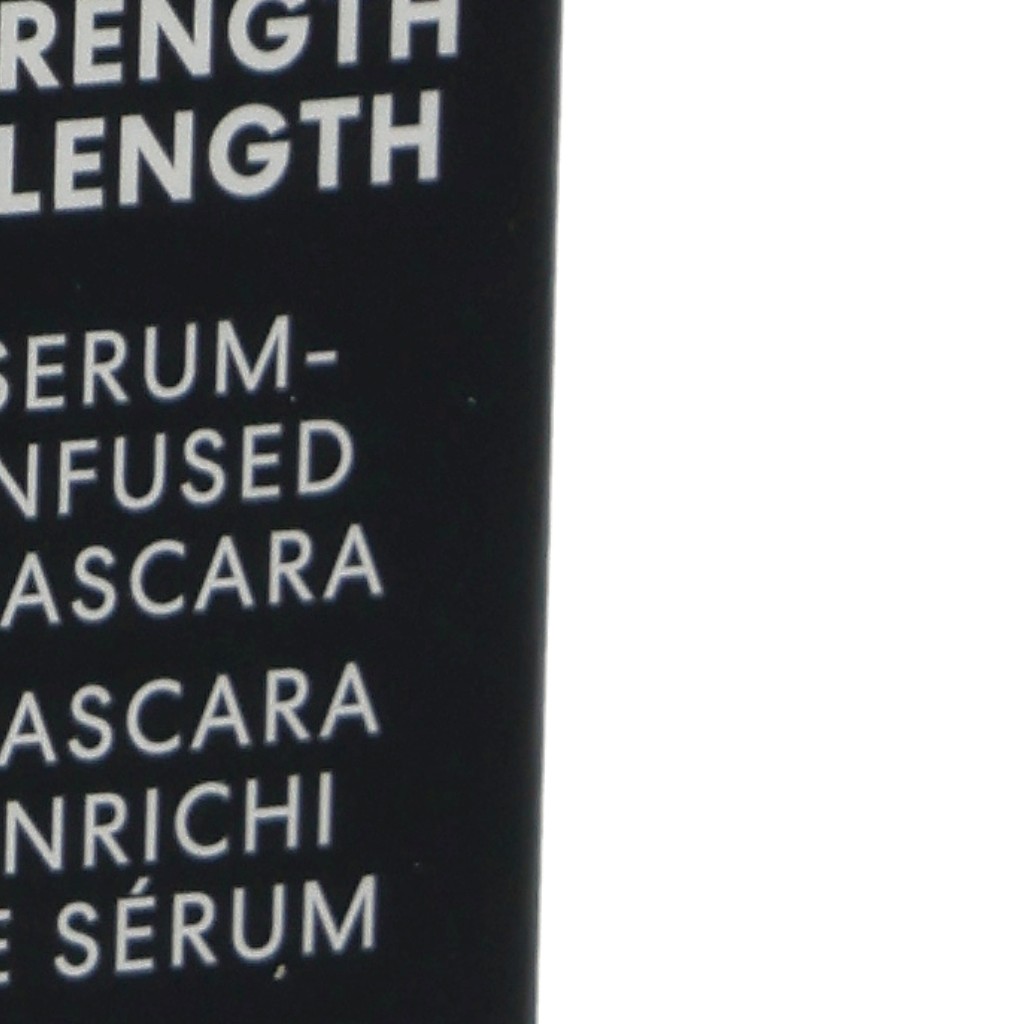 RENGTH
LENGTH
SERUM-
NFUSED
ASCARA
ASCARA
NRICHI
E SÉRUM